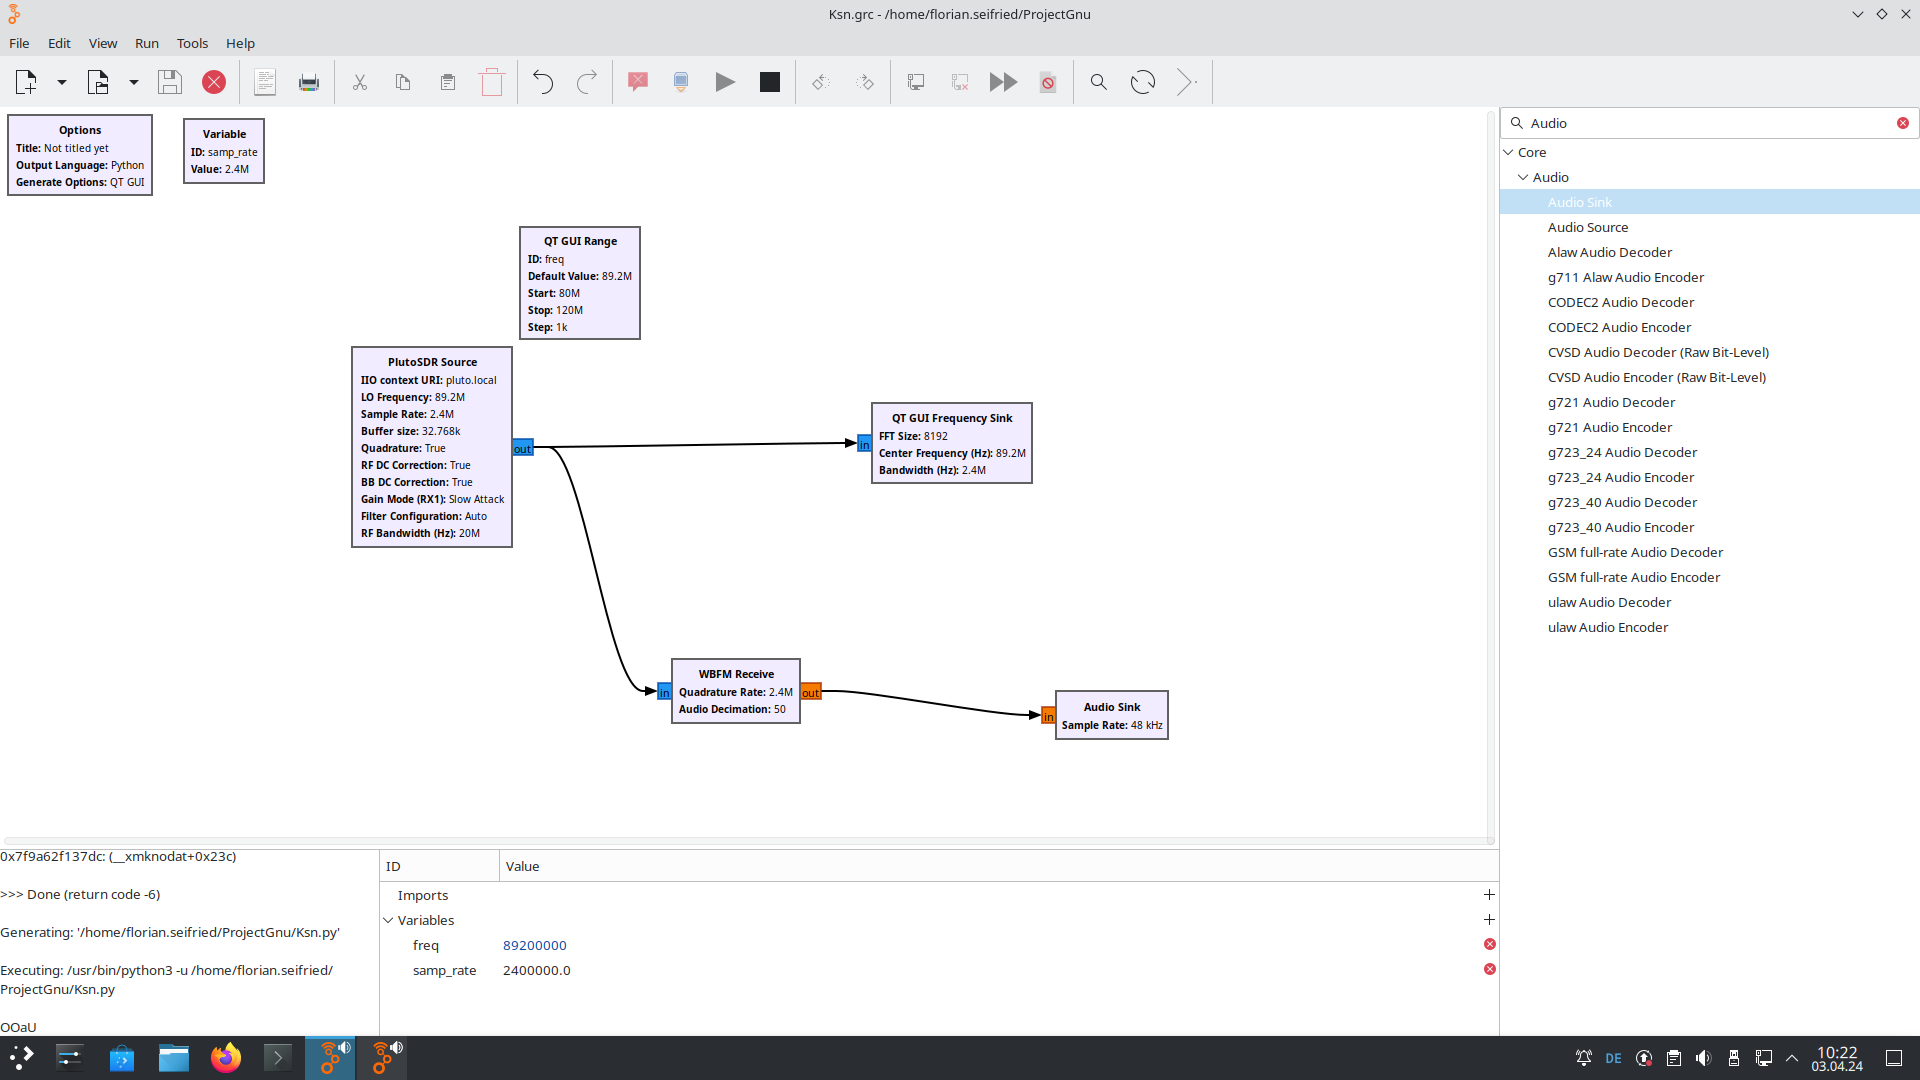 Ksn.grc - /home/florian.seifried/ProjectGnu
File Edit View Run Tools Help
Options
Title: Not titled yet
Output Language: Python
Generate Options: QT GUI
Variable
ID: samp_rate
Value: 2.4M
QT GUI Range
ID: freq
Default Value: 89.2M
Start: 80M
Stop: 120M
Step: 1k
PlutoSDR Source
IIO context URI: pluto.local
LO Frequency: 89.2M
Sample Rate: 2.4M
Buffer size: 32.768k
Quadrature: True
RF DC Correction: True
BB DC Correction: True
Gain Mode (RX1): Slow Attack
Filter Configuration: Auto
RF Bandwidth (Hz): 20M
out
in
QT GUI Frequency Sink
FFT Size: 8192
Center Frequency (Hz): 89.2M
Bandwidth (Hz): 2.4M
in
WBFM Receive
Quadrature Rate: 2.4M
Audio Decimation: 50
out
in
Audio Sink
Sample Rate: 48 kHz
Audio
Core
Audio
Audio Sink
Audio Source
Alaw Audio Decoder
g711 Alaw Audio Encoder
CODEC2 Audio Decoder
CODEC2 Audio Encoder
CVSD Audio Decoder (Raw Bit-Level)
CVSD Audio Encoder (Raw Bit-Level)
g721 Audio Decoder
g721 Audio Encoder
g723_24 Audio Decoder
g723_24 Audio Encoder
g723_40 Audio Decoder
g723_40 Audio Encoder
GSM full-rate Audio Decoder
GSM full-rate Audio Encoder
ulaw Audio Decoder
ulaw Audio Encoder
0x7f9a62f137dc: (__xmknodat+0x23c)
>>> Done (return code -6)
Generating: '/home/florian.seifried/ProjectGnu/Ksn.py'
Executing: /usr/bin/python3 -u /home/florian.seifried/
ProjectGnu/Ksn.py
OOaU
ID Value
Imports
Variables
freq 89200000
samp_rate 2400000.0
DE
10:22
03.04.24